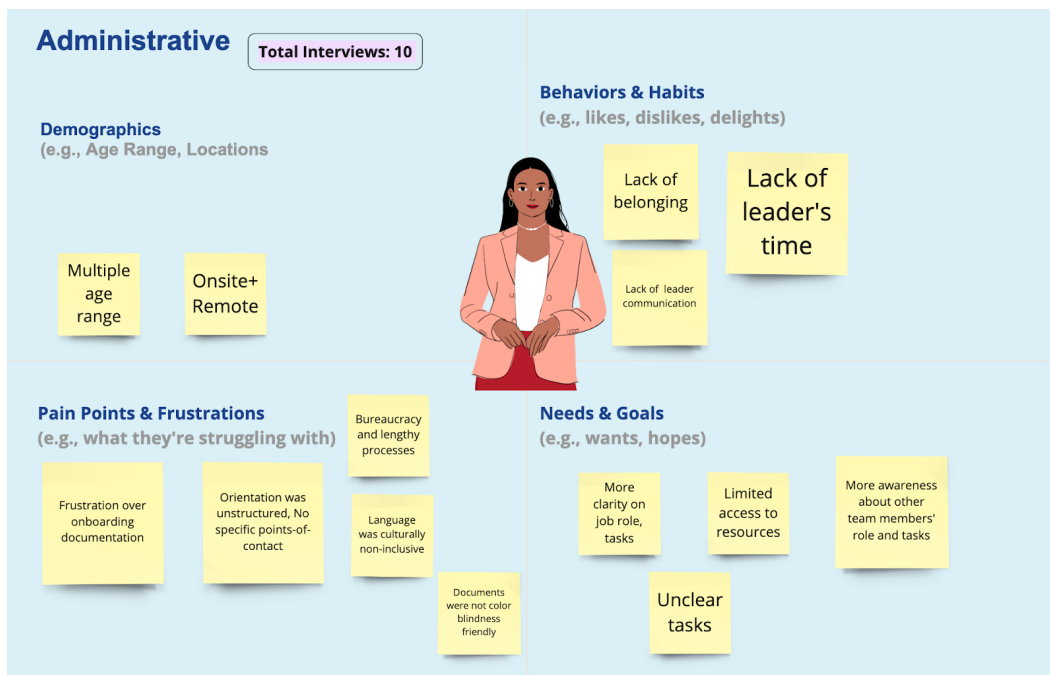 Administrative
Total Interviews: 10
Demographics
(e.g., Age Range, Locations
Multiple
age
range
Onsite+
Remote
Behaviors & Habits
(e.g., likes, dislikes, delights)
Lack of
belonging
Lack of
leader's
time
Lack of leader
communication
Pain Points & Frustrations
(e.g., what they're struggling with)
Bureaucracy
and lengthy
processes
Frustration over
onboarding
documentation
Orientation was
unstructured, No
specific points-of-
contact
Language
was culturally
non-inclusive
Documents
were not color
blindness
friendly
Needs & Goals
(e.g., wants, hopes)
More
clarity on
job role,
tasks
Limited
access to
resources
More awareness
about other
team members'
role and tasks
Unclear
tasks